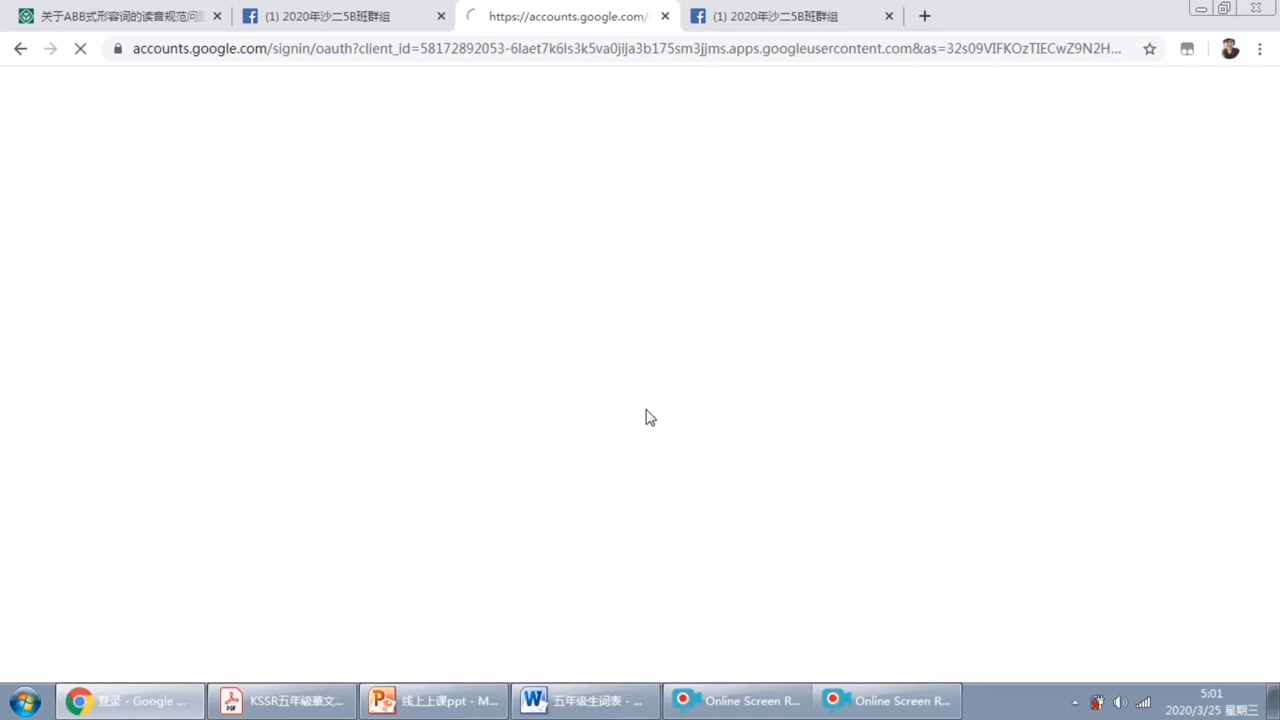 关于ABB式形容词的读音规范问题
(1) 2020年沙二5B班群组
https://accounts.google.com/
(1) 2020年沙二5B班群组
accounts.google.com/signin/oauth?client_id=58172892053-6laet7k6ls3k5va0jija3b175sm3jjms.apps.googleusercontent.com&as=32s09VIFKOzTIECwZ9N2H...
登录 - Google ...
KSSR五年級華文...
线上上课ppt - M...
五年级生词表 - ...
Online Screen R...
Online Screen R...
5:01
2020/3/25 星期三